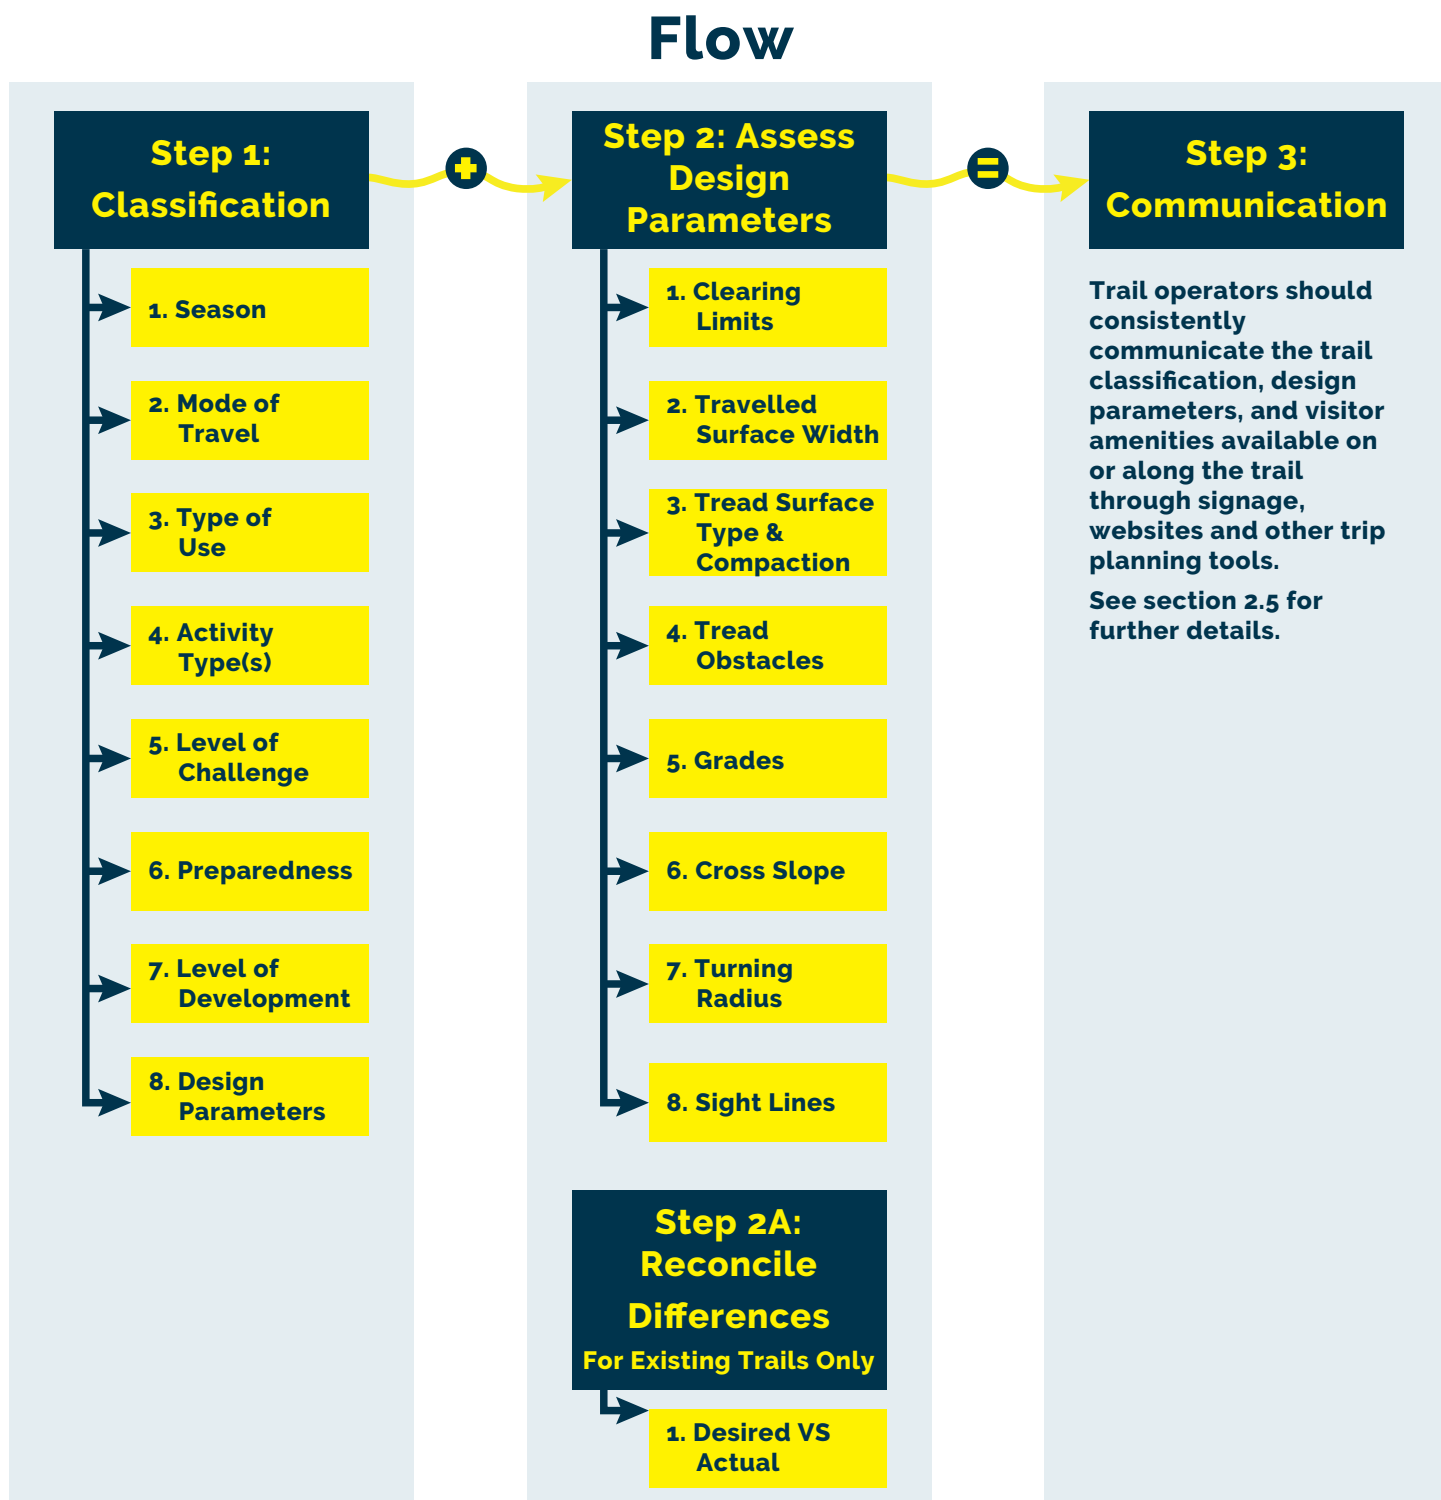 Flow
Step 1:
Classification
1. Season
2. Mode of
Travel
3. Type of
Use
4. Activity
Type(s)
5. Level of
Challenge
6. Preparedness
7. Level of
Development
8. Design
Parameters
Step 2: Assess
Design
Parameters
1. Clearing
Limits
2. Travelled
Surface Width
3. Tread Surface
Type &
Compaction
4. Tread
Obstacles
5. Grades
6. Cross Slope
7. Turning
Radius
8. Sight Lines
Step 2A:
Reconcile
Differences
For Existing Trails Only
1. Desired VS
Actual
Step 3:
Communication
Trail operators should
consistently
communicate the trail
classification, design
parameters, and visitor
amenities available on
or along the trail
through signage,
websites and other trip
planning tools.
See section 2.5 for
further details.